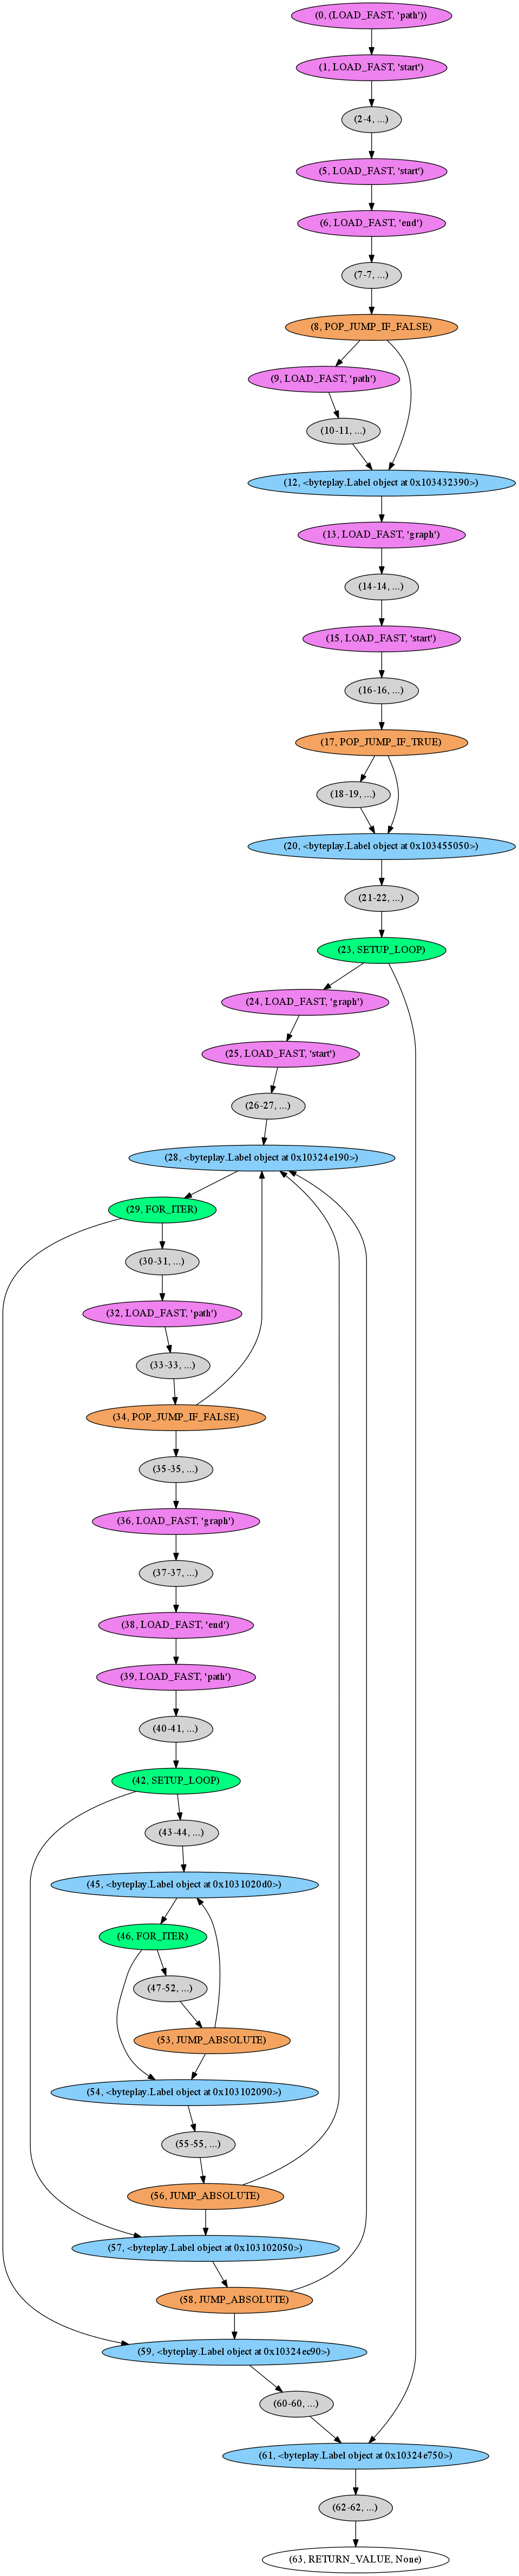 (0, (LOAD_FAST, 'path'))
(1, LOAD_FAST, 'start')
(2-4, ...)
(5, LOAD_FAST, 'start')
(6, LOAD_FAST, 'end')
(7-7, ...)
(8, POP_JUMP_IF_FALSE)
(9, LOAD_FAST, 'path')
(10-11, ...)
(12, <byteplay.Label object at 0x103432390>)
(13, LOAD_FAST, 'graph')
(14-14, ...)
(15, LOAD_FAST, 'start')
(16-16, ...)
(17, POP_JUMP_IF_TRUE)
(18-19, ...)
(20, <byteplay.Label object at 0x103455050>)
(21-22, ...)
(23, SETUP_LOOP)
(24, LOAD_FAST, 'graph')
(25, LOAD_FAST, 'start')
(26-27, ...)
(28, <byteplay.Label object at 0x10324e190>)
(29, FOR_ITER)
(30-31, ...)
(32, LOAD_FAST, 'path')
(33-33, ...)
(34, POP_JUMP_IF_FALSE)
(35-35, ...)
(36, LOAD_FAST, 'graph')
(37-37, ...)
(38, LOAD_FAST, 'end')
(39, LOAD_FAST, 'path')
(40-41, ...)
(42, SETUP_LOOP)
(43-44, ...)
(45, <byteplay.Label object at 0x1031020d0>)
(46, FOR_ITER)
(47-52, ...)
(53, JUMP_ABSOLUTE)
(54, <byteplay.Label object at 0x103102090>)
(55-55, ...)
(56, JUMP_ABSOLUTE)
(57, <byteplay.Label object at 0x103102050>)
(58, JUMP_ABSOLUTE)
(59, <byteplay.Label object at 0x10324ec90>)
(60-60, ...)
(61, <byteplay.Label object at 0x10324e750>)
(62-62, ...)
(63, RETURN_VALUE, None)